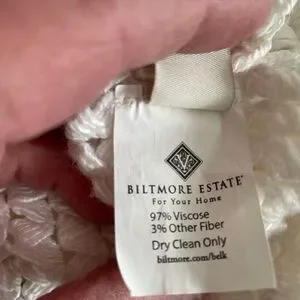 V
BILTMORE ESTATE®
For Your Home
97% Viscose
3% Other Fiber
Dry Clean Only
biltmore.com/belk